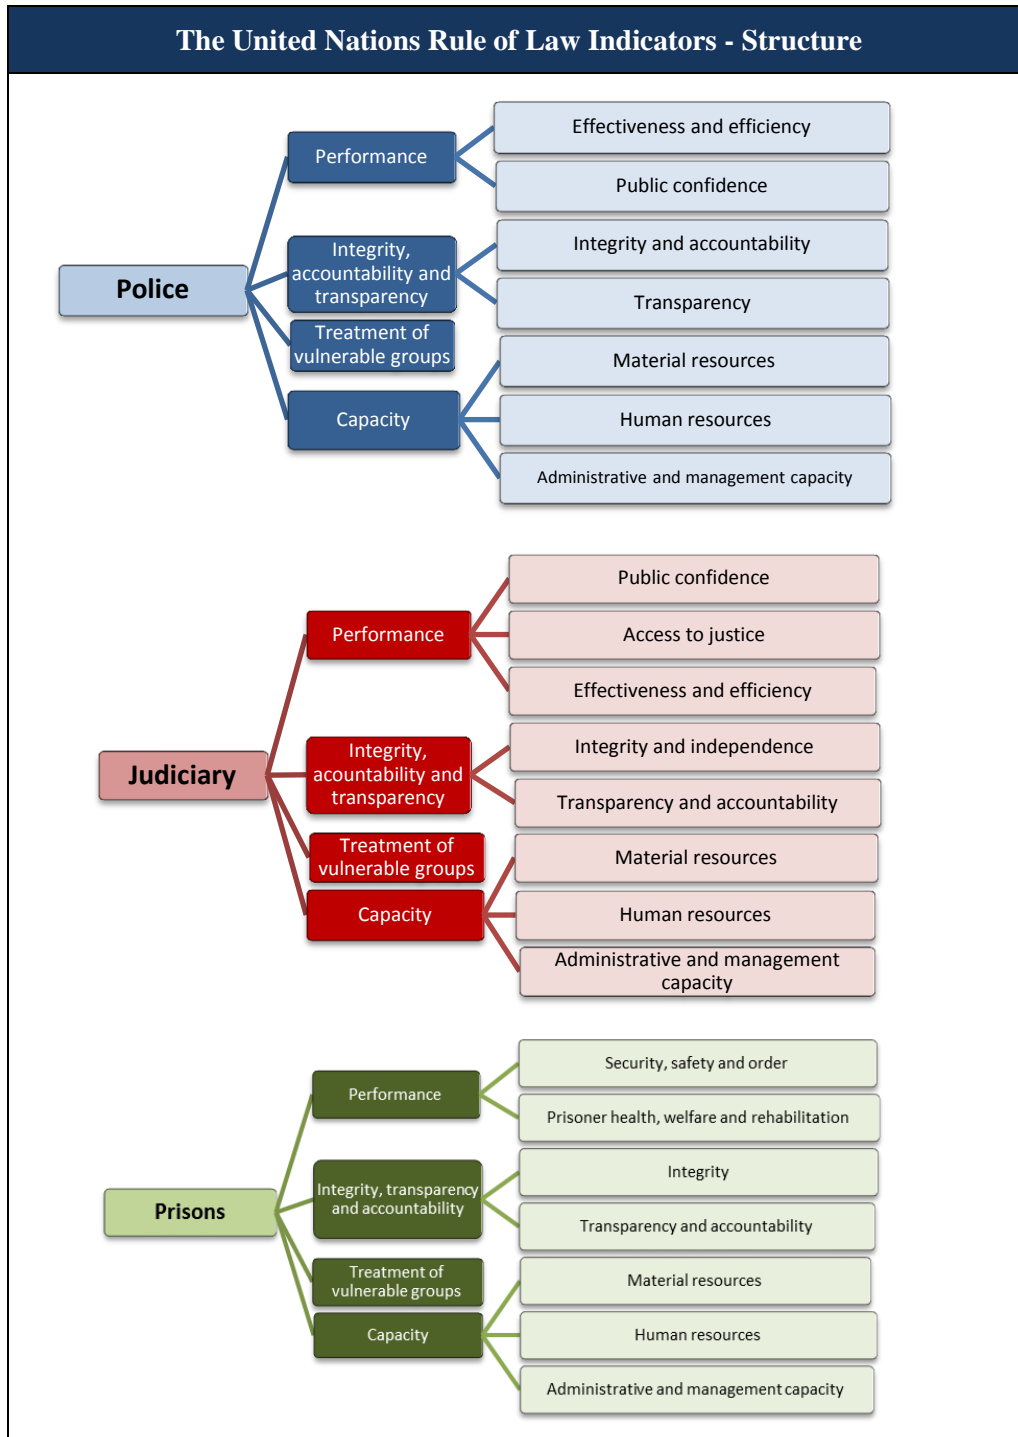 The United Nations Rule of Law Indicators - Structure
Police
Performance
Effectiveness and efficiency
Public confidence
Integrity,
accountability and
transparency
Integrity and accountability
Transparency
Treatment of
vulnerable groups
Capacity
Material resources
Human resources
Administrative and management capacity
Judiciary
Performance
Public confidence
Access to justice
Effectiveness and efficiency
Integrity,
acountability and
transparency
Integrity and independence
Transparency and accountability
Treatment of
vulnerable groups
Capacity
Material resources
Human resources
Administrative and management
capacity
Prisons
Performance
Security, safety and order
Prisoner health, welfare and rehabilitation
Integrity, transparency
and accountability
Integrity
Transparency and accountability
Treatment of
vulnerable groups
Capacity
Material resources
Human resources
Administrative and management capacity